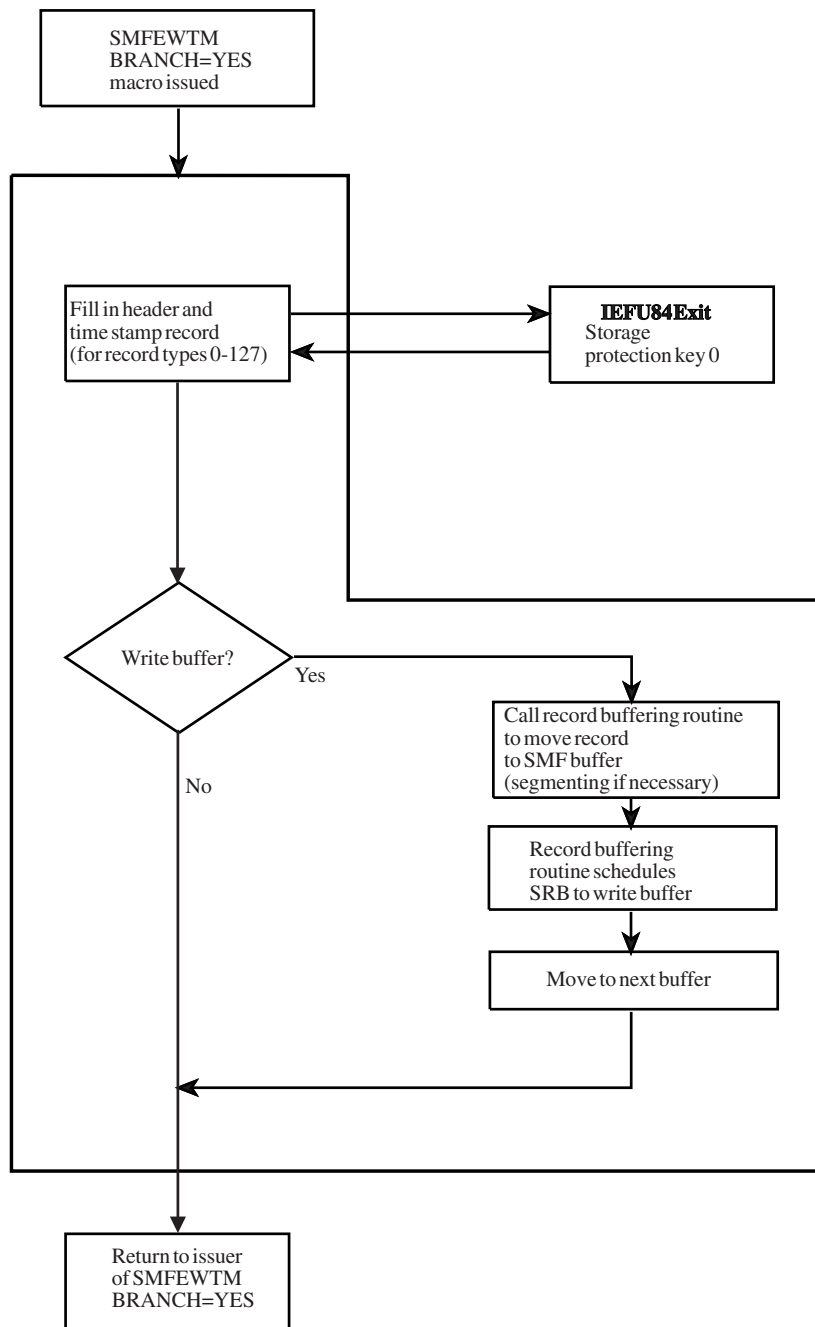 SMFEWTM
BRANCH=YES
macro issued
Fill in header and
time stamp record
(for record types 0-127)
IEFU84 Exit
Storage
protection key 0
Write buffer?
Yes
No
Call record buffering routine
to move record
to SMF buffer
(segmenting if necessary)
Record buffering
routine schedules
SRB to write buffer
Move to next buffer
Return to issuer
of SMFEWTM
BRANCH=YES